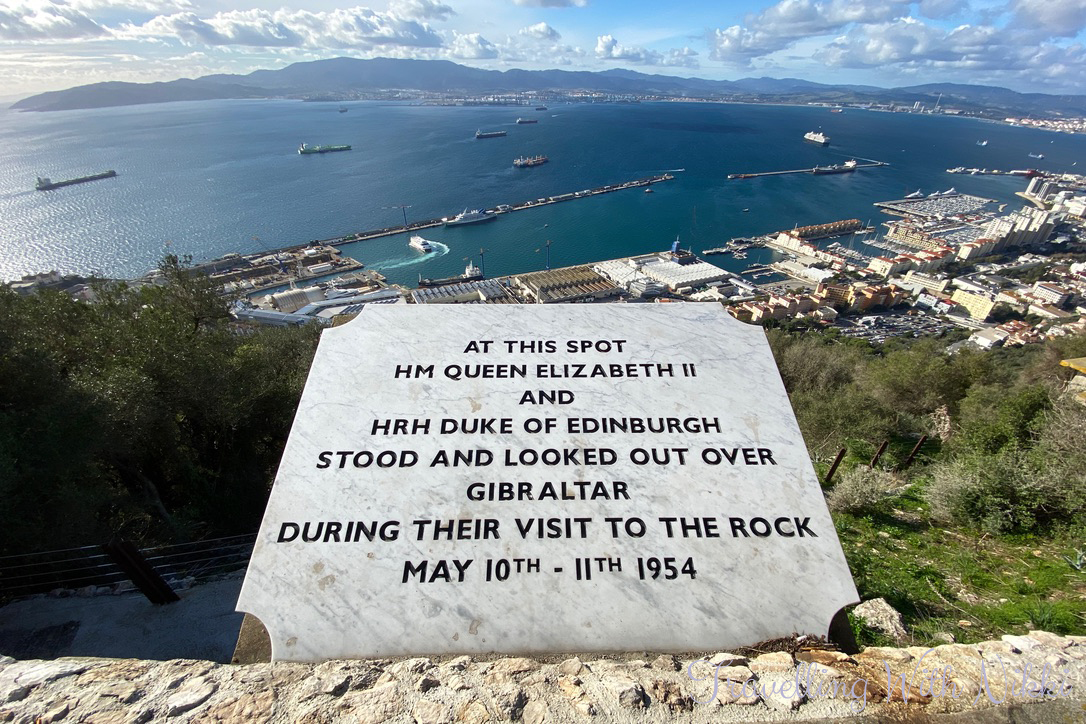 AT THIS SPOT
HM QUEEN ELIZABETH II
AND
HRH DUKE OF EDINBURGH
STOOD AND LOOKED OUT OVER
GIBRALTAR
DURING THEIR VISIT TO THE ROCK
MAY 10TH - 11TH 1954
Travelling With Nikki